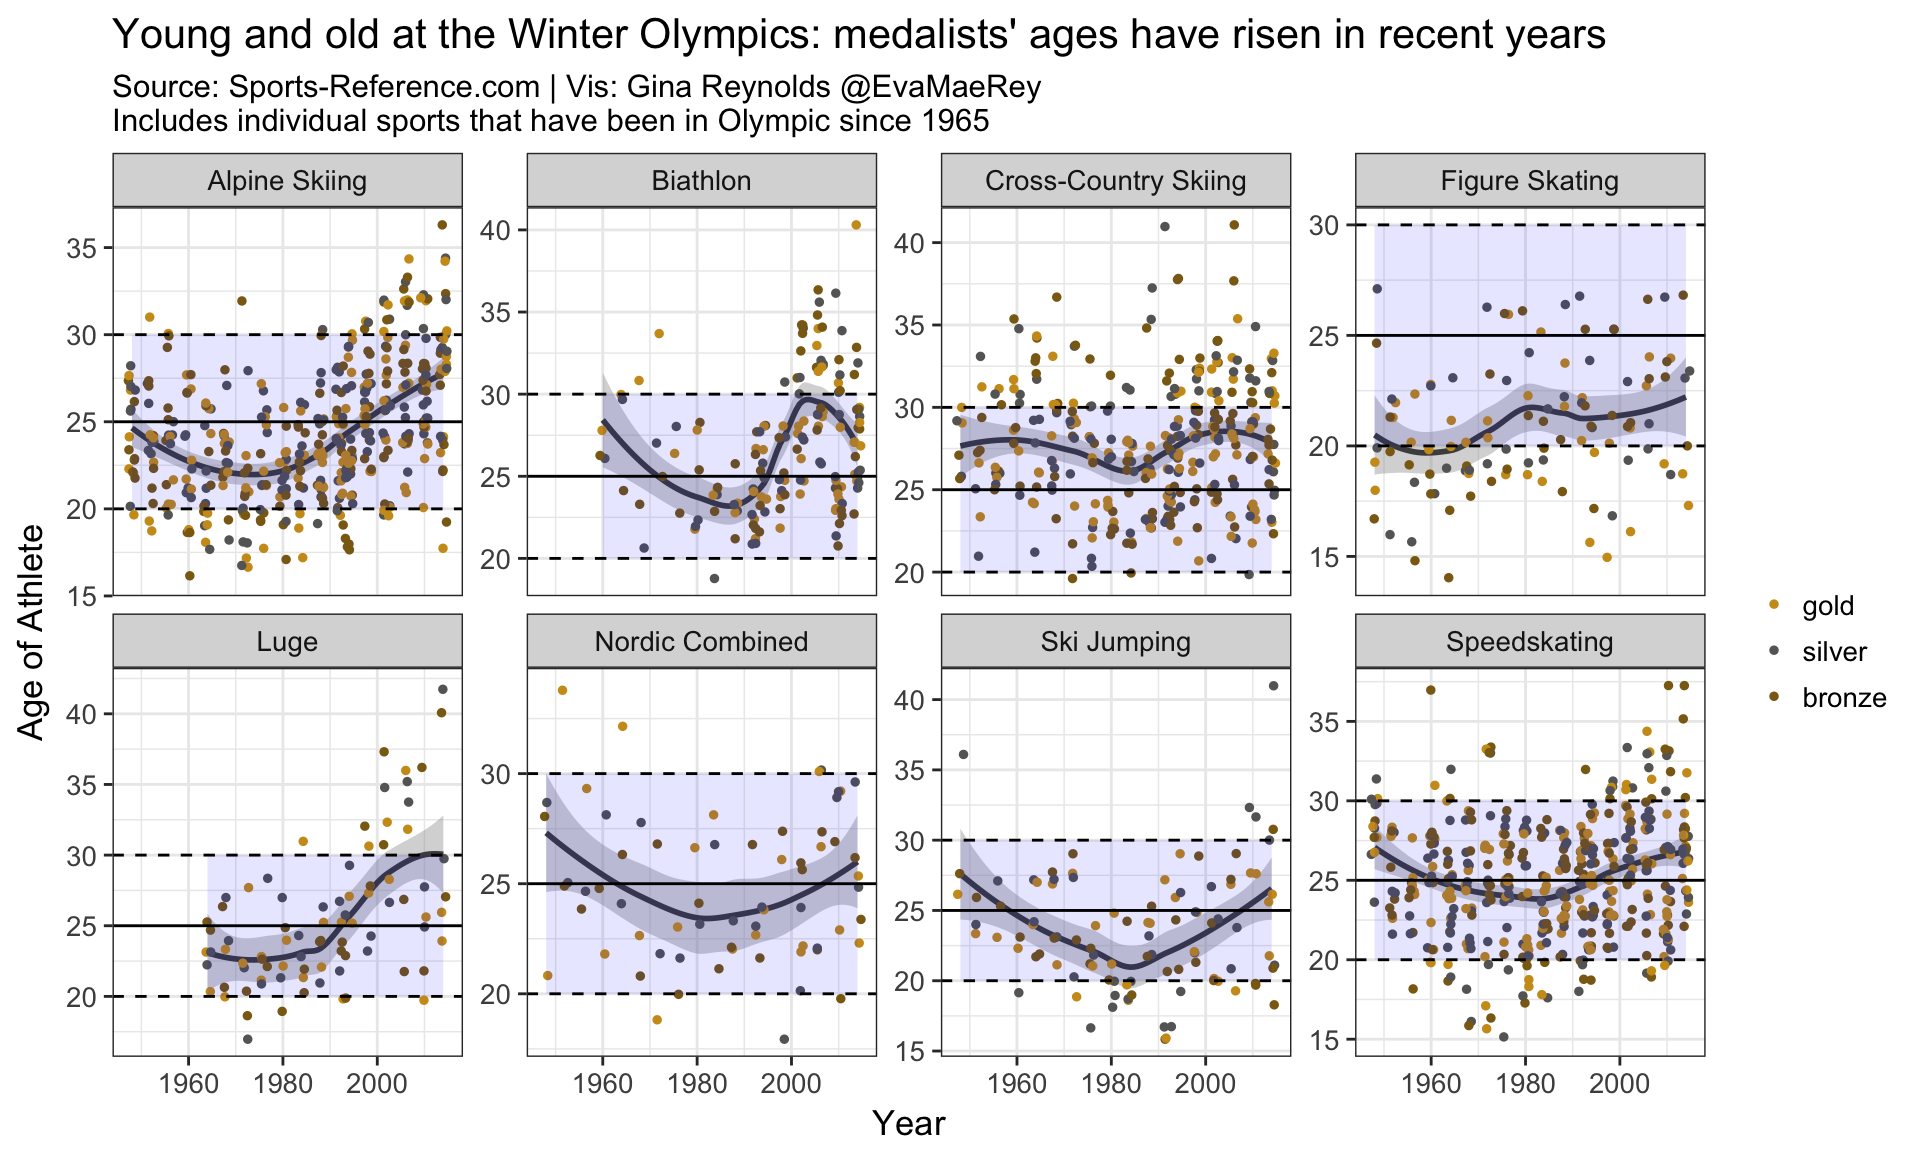 Young and old at the Winter Olympics: medalists' ages have risen in recent years
Source: Sports-Reference.com | Vis: Gina Reynolds @EvaMaeRey
Includes individual sports that have been in Olympic since 1965
Alpine Skiing
Biathlon
Cross-Country Skiing
Figure Skating
35
30
25
20
15
40
35
30
25
20
40
35
30
25
20
30
25
20
15
Age of Athlete
Luge
Nordic Combined
Ski Jumping
Speedskating
40
35
30
25
20
30
25
20
40
35
30
25
20
15
35
30
25
20
15
1960 1980 2000
1960 1980 2000
1960 1980 2000
1960 1980 2000
Year
gold
silver
bronze